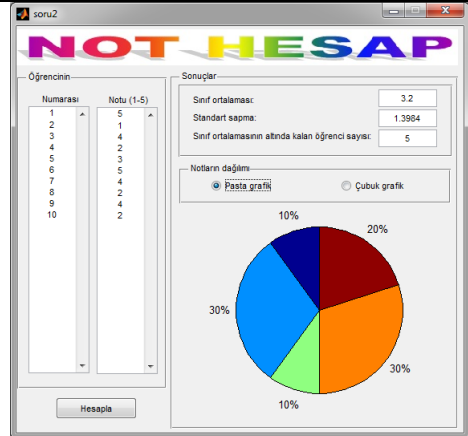 soru2
NOT HESAP
Öğrencinin
Numarası Notu (1-5)
1 5
2 1
3 4
4 2
5 3
6 5
7 4
8 2
9 4
10 2
Hesapla
Sonuçlar
Sınıf ortalaması: 3.2
Standart sapma: 1.3984
Sınıf ortalamasının altında kalan öğrenci sayısı: 5
Notların dağılımı
Pasta grafik Çubuk grafik
10%
20%
30%
30%
10%